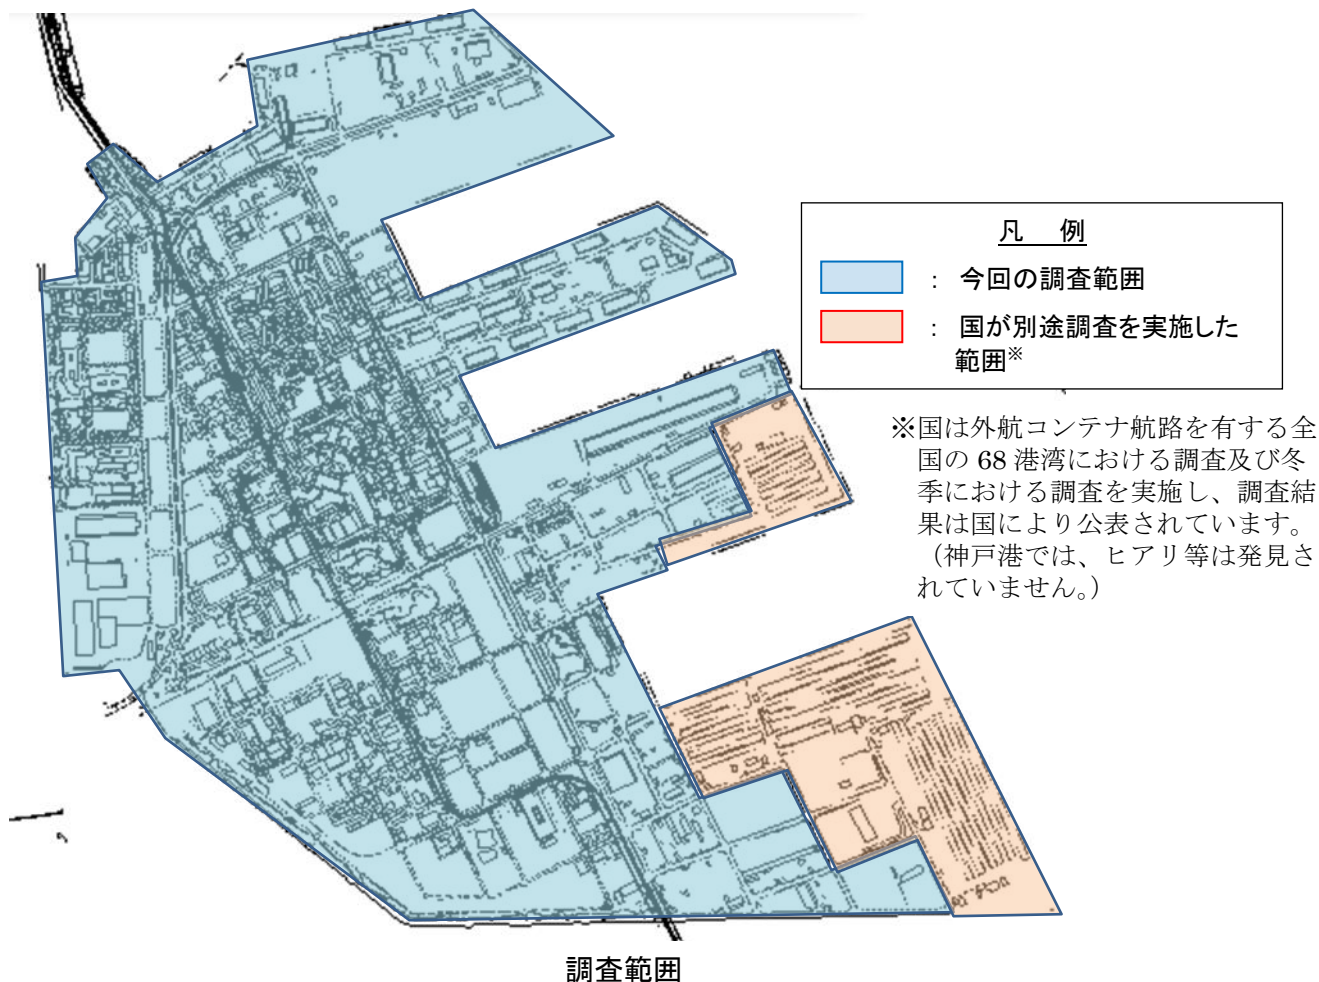 凡 例
： 今回の調査範囲
： 国が別途調査を実施した
範囲※
※国は外航コンテナ航路を有する全
国の 68 港湾における調査及び冬
季における調査を実施し、調査結
果は国により公表されています。
（神戸港では、ヒアリ等は発見さ
れていません。）
調査範囲